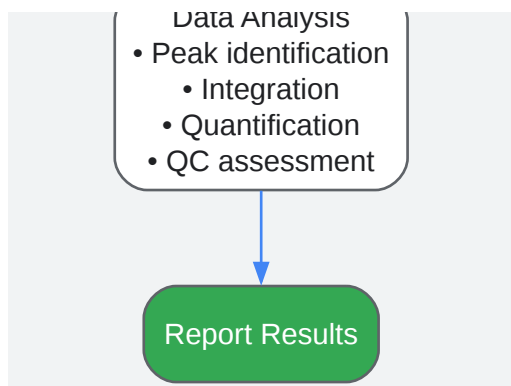 Data Analysis
• Peak identification
• Integration
• Quantification
• QC assessment
Report Results